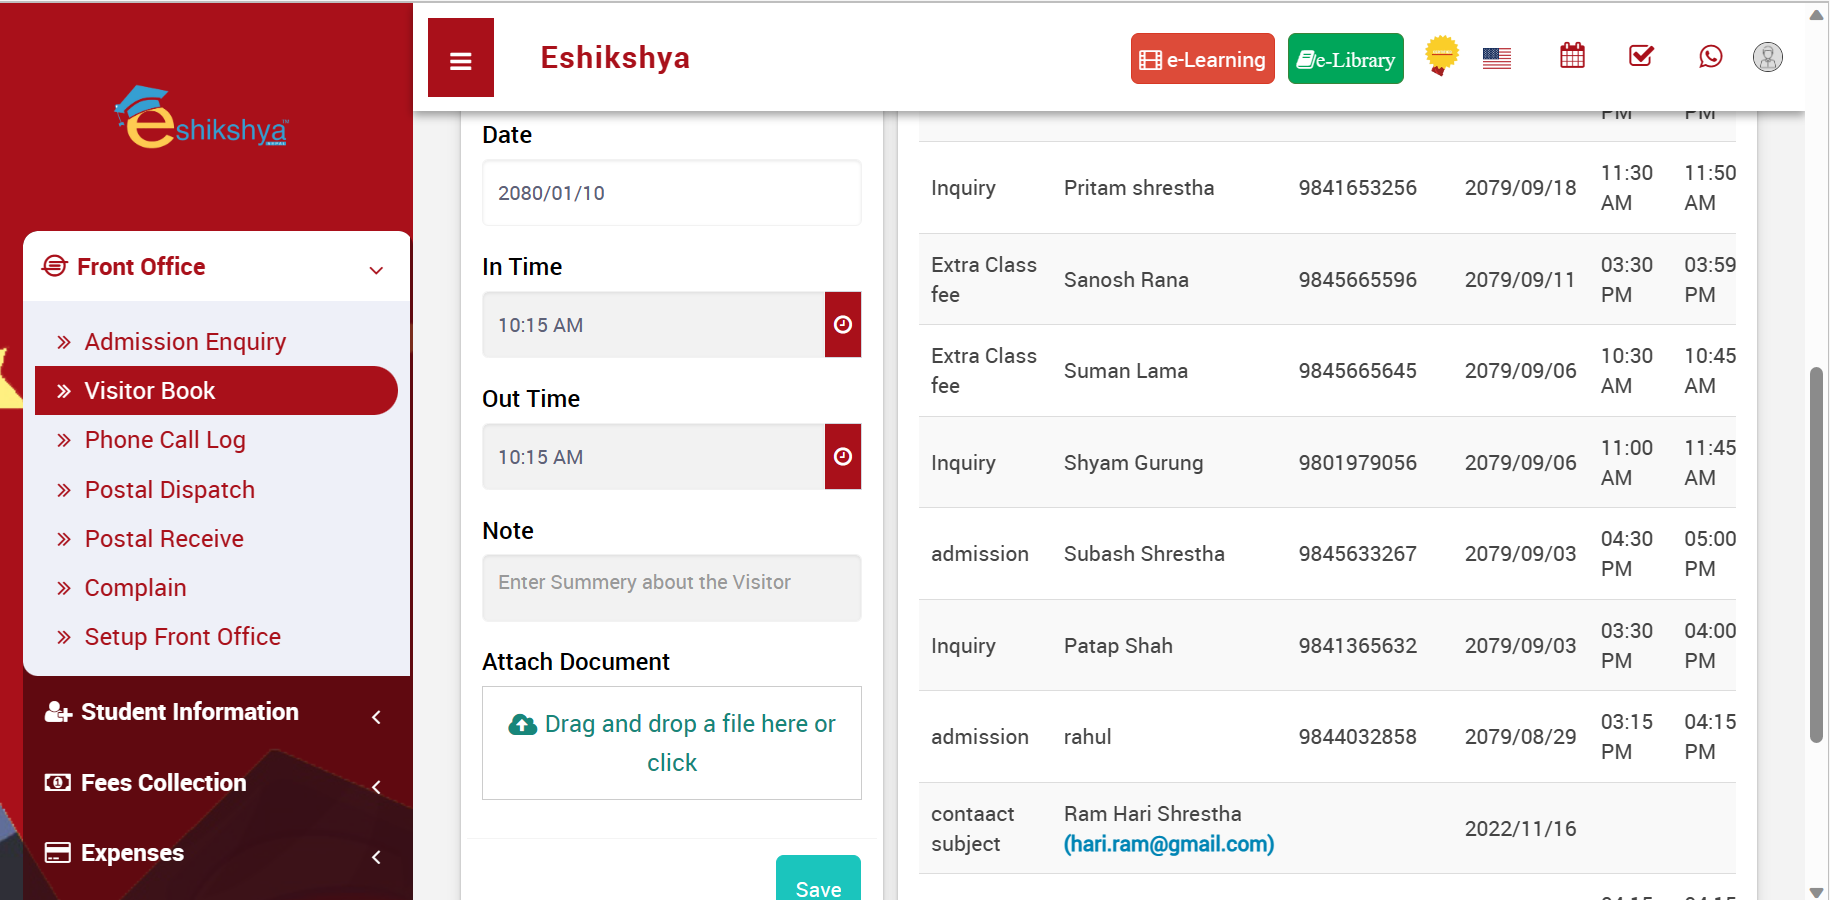 Eshikshya
e-Learning
e-Library
eshikshya
Front Office
Admission Enquiry
Visitor Book
Phone Call Log
Postal Dispatch
Postal Receive
Complain
Setup Front Office
Student Information
Fees Collection
Expenses
Date
2080/01/10
In Time
10:15 AM
Out Time
10:15 AM
Note
Enter Summery about the Visitor
Attach Document
Drag and drop a file here or
click
Save
PM PM
Inquiry Pritam shrestha 9841653256 2079/09/18 11:30 AM 11:50 AM
Extra Class fee Sanosh Rana 9845665596 2079/09/11 03:30 PM 03:59 PM
Extra Class fee Suman Lama 9845665645 2079/09/06 10:30 AM 10:45 AM
Inquiry Shyam Gurung 9801979056 2079/09/06 11:00 AM 11:45 AM
admission Subash Shrestha 9845633267 2079/09/03 04:30 PM 05:00 PM
Inquiry Patap Shah 9841365632 2079/09/03 03:30 PM 04:00 PM
admission rahul 9844032858 2079/08/29 03:15 PM 04:15 PM
contaact subject Ram Hari Shrestha (hari.ram@gmail.com) 2022/11/16